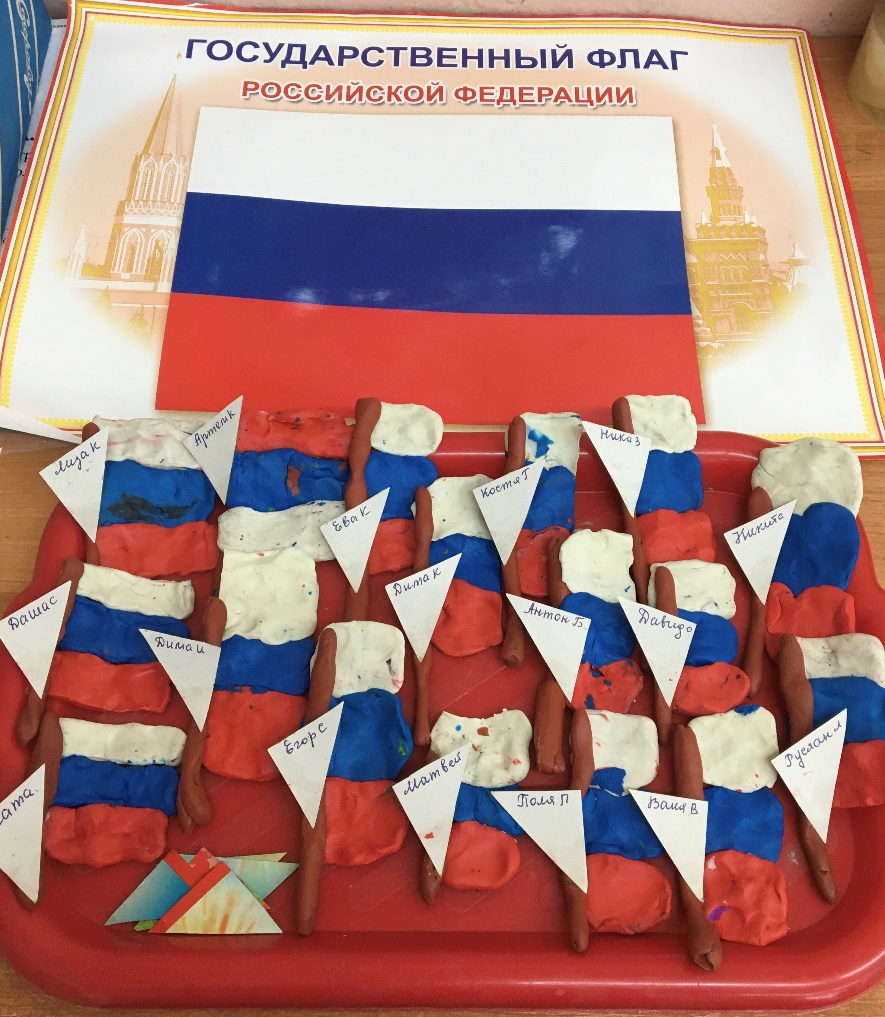 ГОСУДАРСТВЕННЫЙ ФЛАГ
РОССИЙСКОЙ ФЕДЕРАЦИИ
Лиза К
Артем К
Ева К
Костя Г
Ника З
Никита
Даша С
Дима И
Дима К
Антон Б
Давид О
Егор С
Матвей
Поля П
Ваня В
Руслан Л